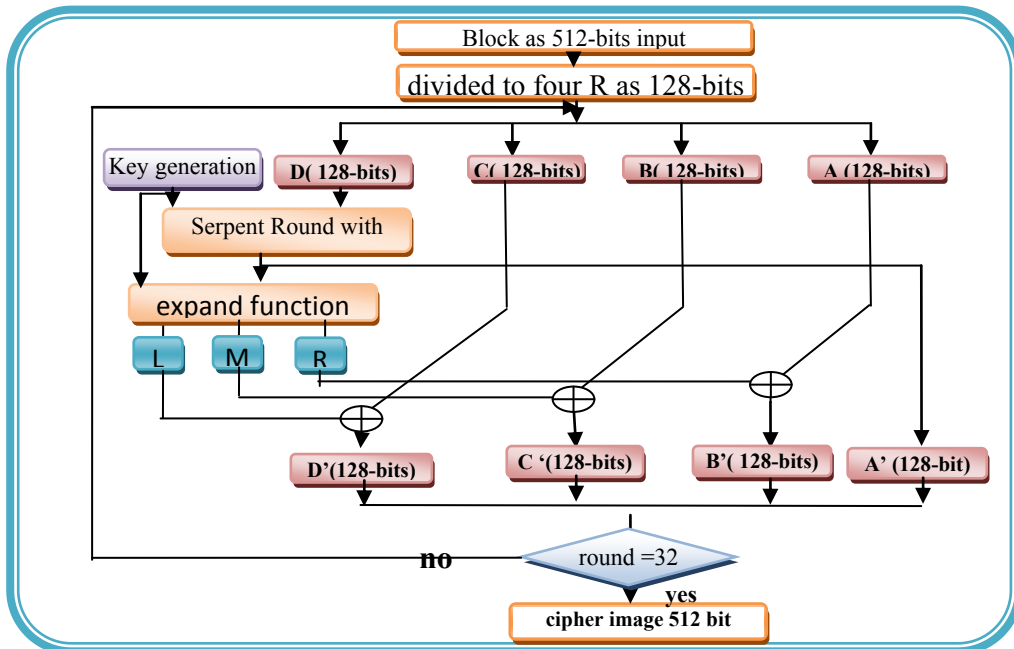 Block as 512-bits input
divided to four R as 128-bits
Key generation
D( 128-bits)
C( 128-bits)
B( 128-bits)
A (128-bits)
Serpent Round with
expand function
L
M
R
D’(128-bits)
C ‘(128-bits)
B’( 128-bits)
A’ (128-bit)
no
round =32
yes
cipher image 512 bit